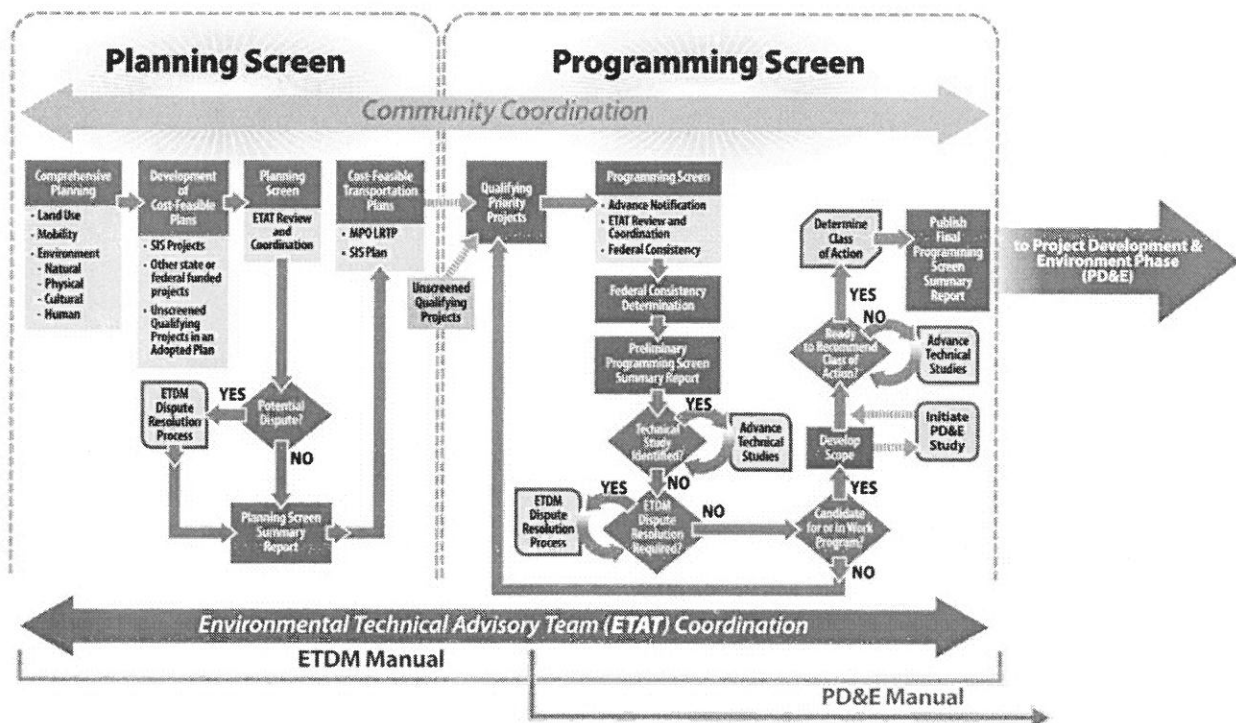 Planning Screen
Programming Screen
Community Coordination
Comprehensive
Planning
• Land Use
• Mobility
• Environment
- Natural
- Physical
- Cultural
- Human
Development
of
Cost-Feasible
Plans
• SIS Projects
• Other state or
federal funded
projects
• Unscreened
Qualifying
Projects in an
Adopted Plan
Planning
Screen
ETAT Review
and
Coordination
Cost-Feasible
Transportation
Plans
• MPO LRTP
• SIS Plan
Potential
Dispute?
YES
NO
ETDM
Dispute
Resolution
Process
Planning Screen
Summary
Report
Unscreened
Qualifying
Projects
Qualifying
Priority
Projects
Programming Screen
• Advance Notification
• ETAT Review and
Coordination
• Federal Consistency
Federal Consistency
Determination
Preliminary
Programming Screen
Summary Report
Technical
Study
Identified?
YES
NO
Advance
Technical
Studies
ETDM
Dispute
Resolution
Required?
YES
NO
ETDM
Dispute
Resolution
Process
Candidate
for or in Work
Program?
YES
NO
Develop
Scope
Initiate
PD&E
Study
Ready
to Recommend
Class of
Action?
YES
NO
Advance
Technical
Studies
Determine
Class
of Action
Publish
Final
Programming
Screen
Summary
Report
to Project Development &
Environment Phase
(PD&E)
Environmental Technical Advisory Team (ETAT) Coordination
ETDM Manual
PD&E Manual